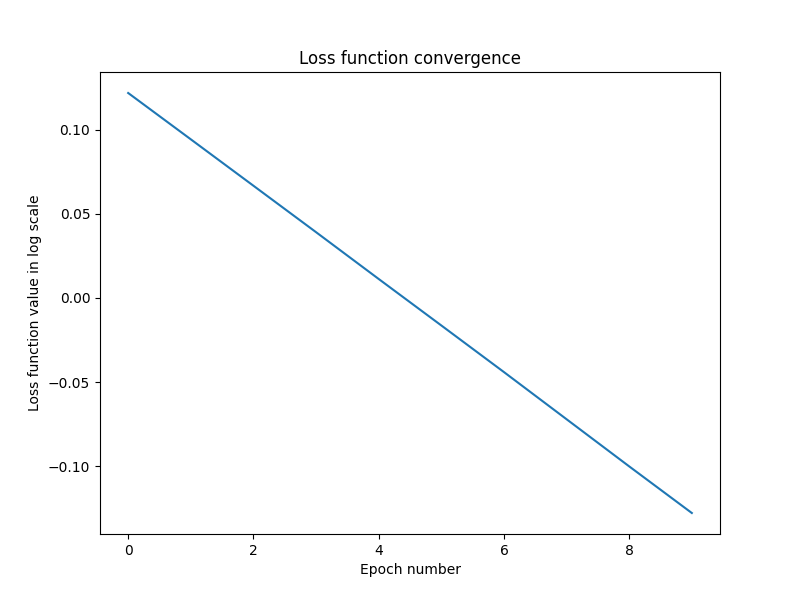 Loss function convergence
Loss function value in log scale
0.10
0.05
0.00
−0.05
−0.10
0 2 4 6 8
Epoch number